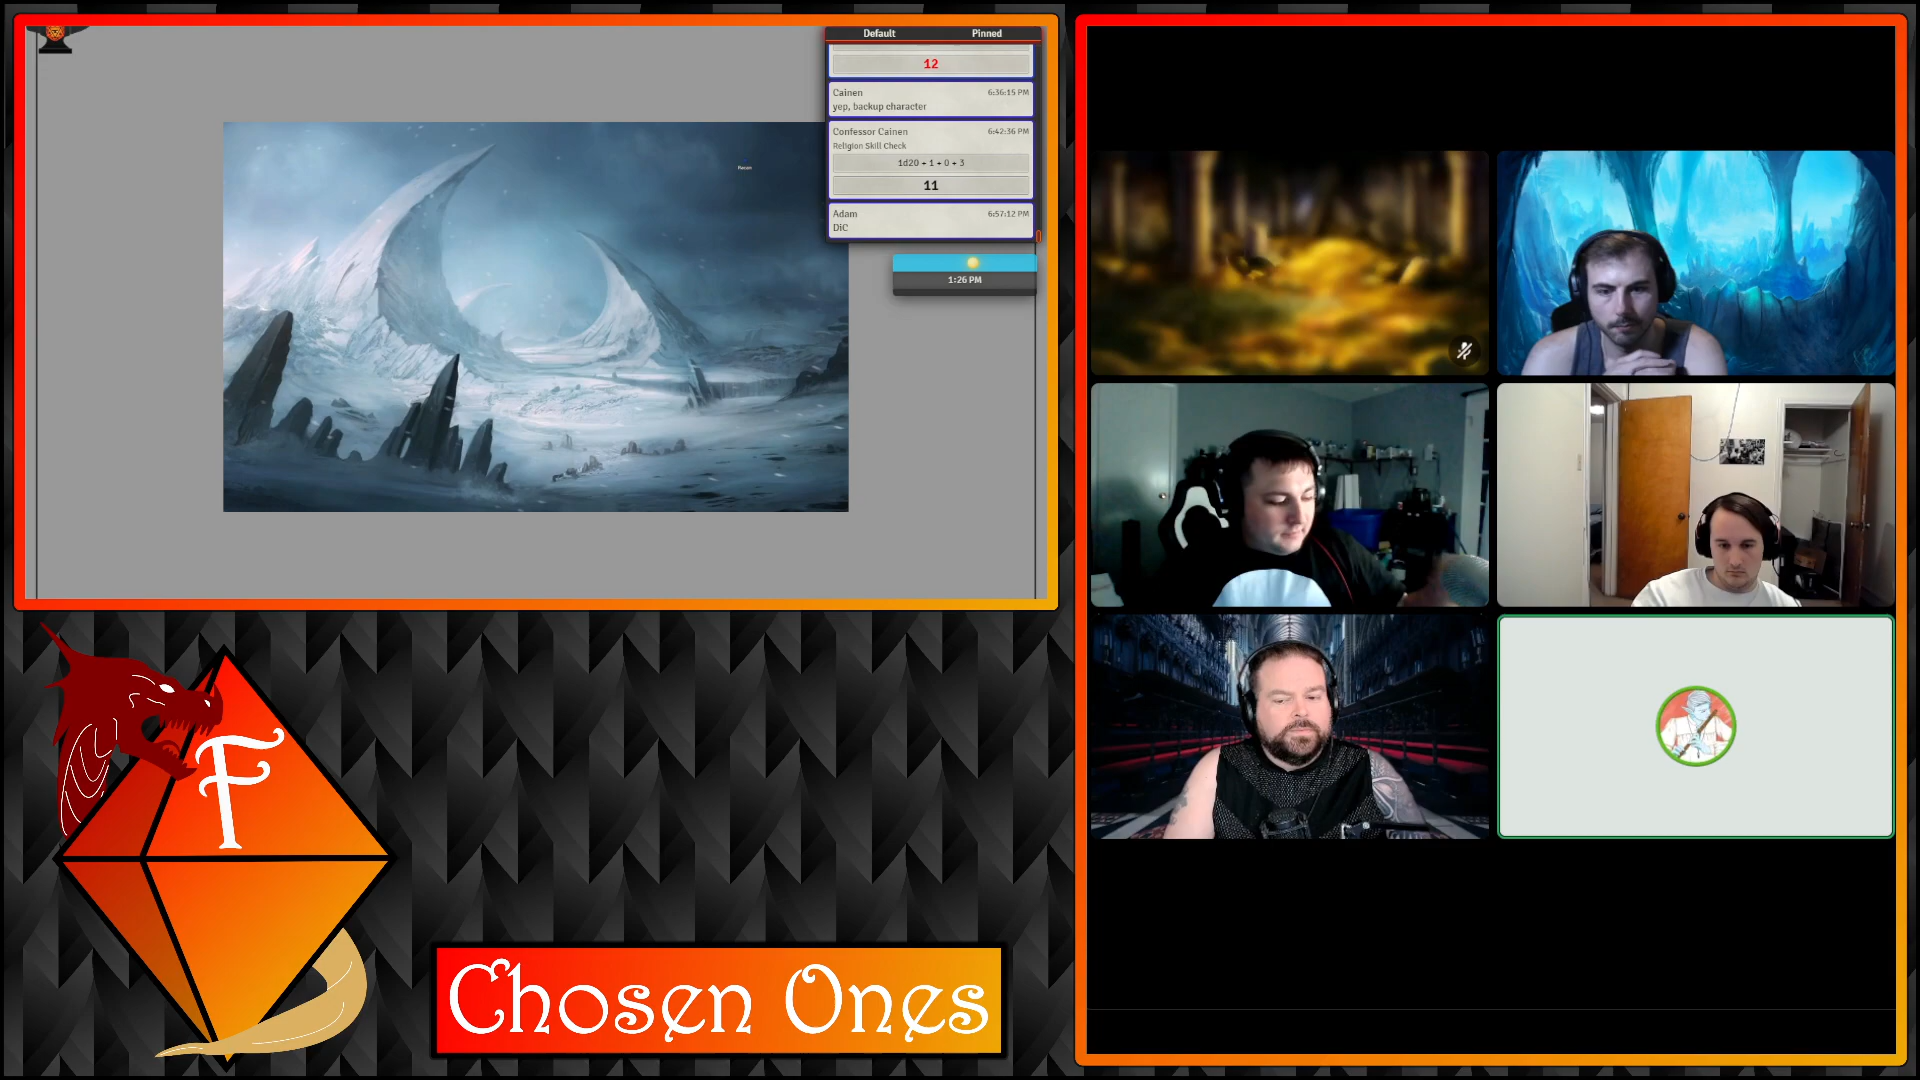 Default Pinned
12
Cainen 6:36:15 PM
yep, backup character
Confessor Cainen 6:42:36 PM
Religion Skill Check
1d20 + 1 + 0 + 3
11
Adam 6:57:12 PM
DiC
1:26 PM
F
Chosen Ones